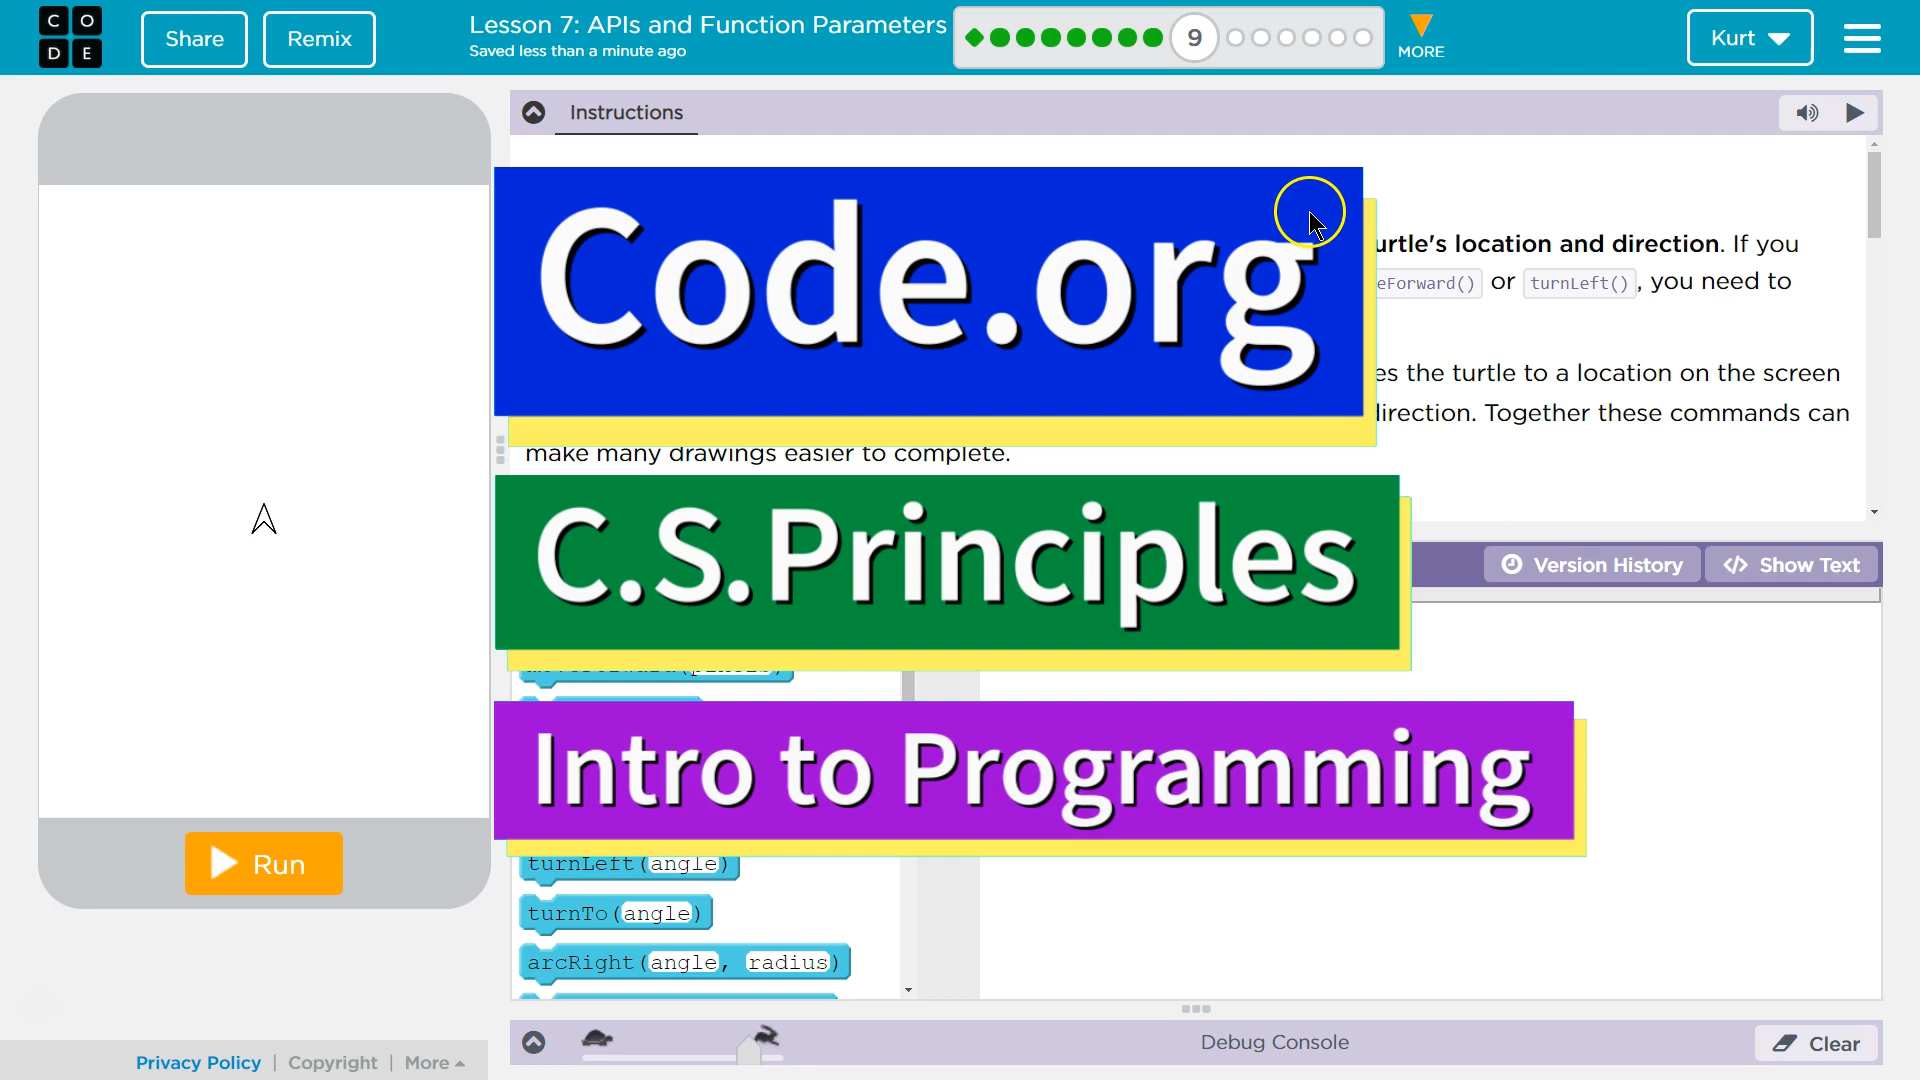 CODE
Share
Remix
Lesson 7: APIs and Function Parameters
Saved less than a minute ago
9
MORE
Kurt
Instructions
Code.org
urtle's location and direction. If you
eForward() or turnLeft(), you need to
es the turtle to a location on the screen
direction. Together these commands can
make many drawings easier to complete.
C.S.Principles
Version History
Show Text
Intro to Programming
turnLeft(angle)
turnTo(angle)
arcRight(angle, radius)
Run
Debug Console
Clear
Privacy Policy | Copyright | More